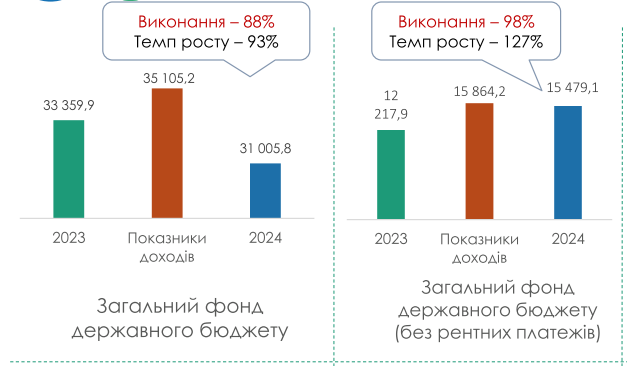 Виконання – 88%
Темп росту – 93%
33 359,9
35 105,2
31 005,8
2023
Показники
доходів
2024
Загальний фонд
державного бюджету
Виконання – 98%
Темп росту – 127%
12
217,9
15 864,2
15 479,1
2023
Показники
доходів
2024
Загальний фонд
державного бюджету
(без рентних платежів)